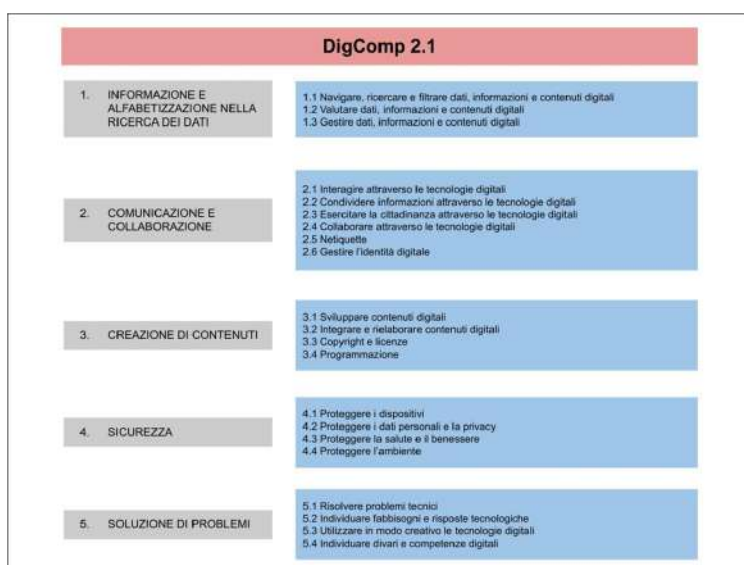 DigComp 2.1
1. INFORMAZIONE E
ALFABETIZZAZIONE NELLA
RICERCA DEI DATI
1.1 Navigare, ricercare e filtrare dati, informazioni e contenuti digitali
1.2 Valutare dati, informazioni e contenuti digitali
1.3 Gestire dati, informazioni e contenuti digitali
2. COMUNICAZIONE E
COLLABORAZIONE
2.1 Interagire attraverso le tecnologie digitali
2.2 Condividere informazioni attraverso le tecnologie digitali
2.3 Esercitare la cittadinanza attraverso le tecnologie digitali
2.4 Collaborare attraverso le tecnologie digitali
2.5 Netiquette
2.6 Gestire l'identità digitale
3. CREAZIONE DI CONTENUTI
3.1 Sviluppare contenuti digitali
3.2 Integrare e rielaborare contenuti digitali
3.3 Copyright e licenze
3.4 Programmazione
4. SICUREZZA
4.1 Proteggere i dispositivi
4.2 Proteggere i dati personali e la privacy
4.3 Proteggere la salute e il benessere
4.4 Proteggere l'ambiente
5. SOLUZIONE DI PROBLEMI
5.1 Risolvere problemi tecnici
5.2 Individuare fabbisogni e risposte tecnologiche
5.3 Utilizzare in modo creativo le tecnologie digitali
5.4 Individuare divari e competenze digitali